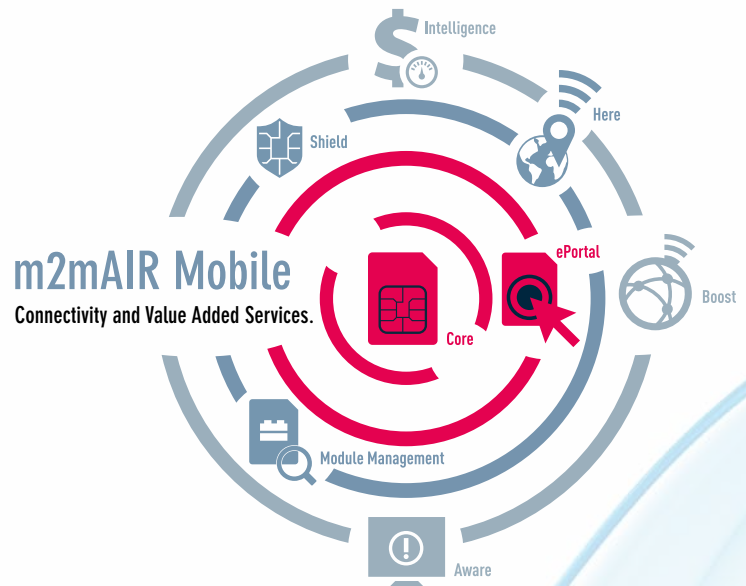 Intelligence
Here
Shield
m2mAIR Mobile
Connectivity and Value Added Services.
ePortal
Boost
Core
Module Management
Aware